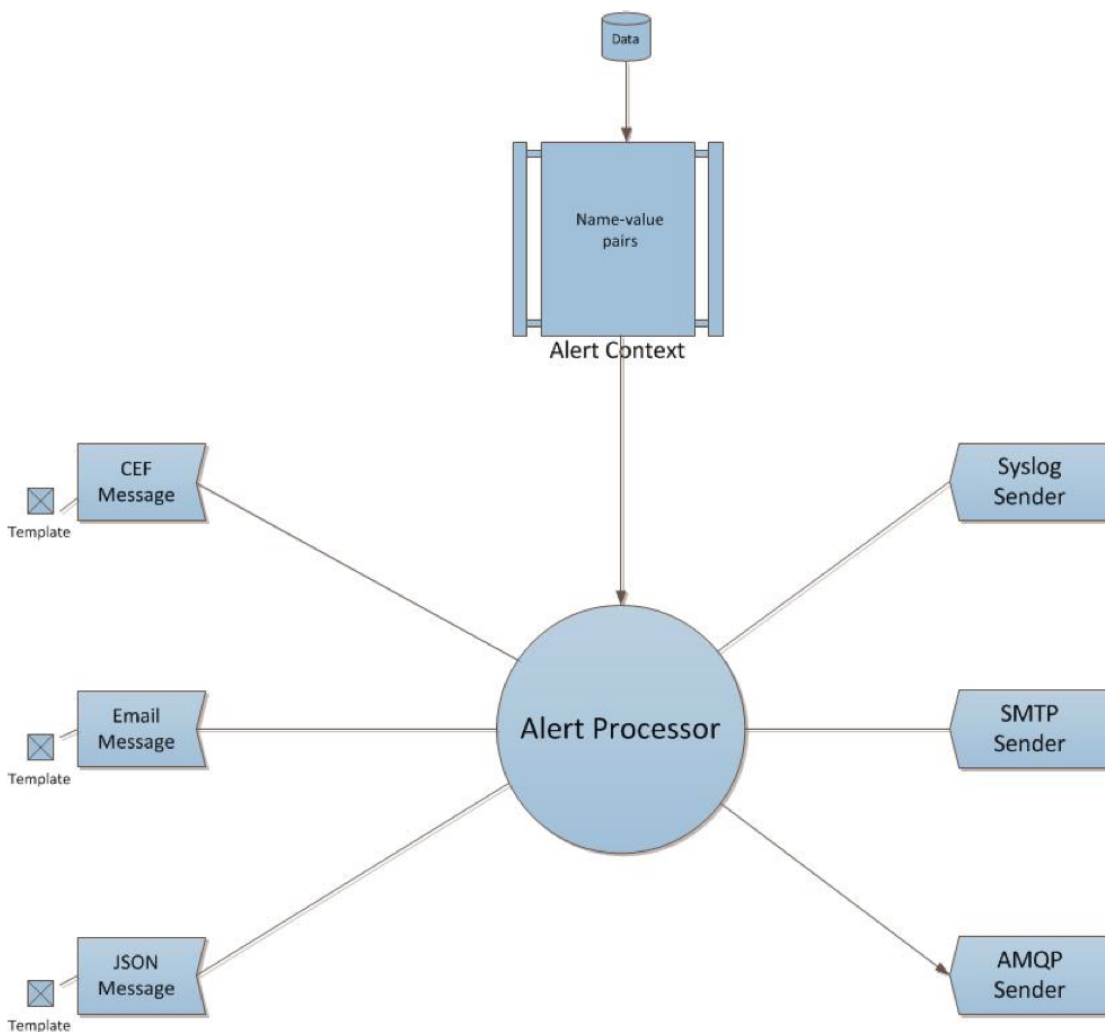 Data
Name-value
pairs
Alert Context
CEF
Message
Template
Syslog
Sender
Email
Message
Template
Alert Processor
SMTP
Sender
JSON
Message
Template
AMQP
Sender